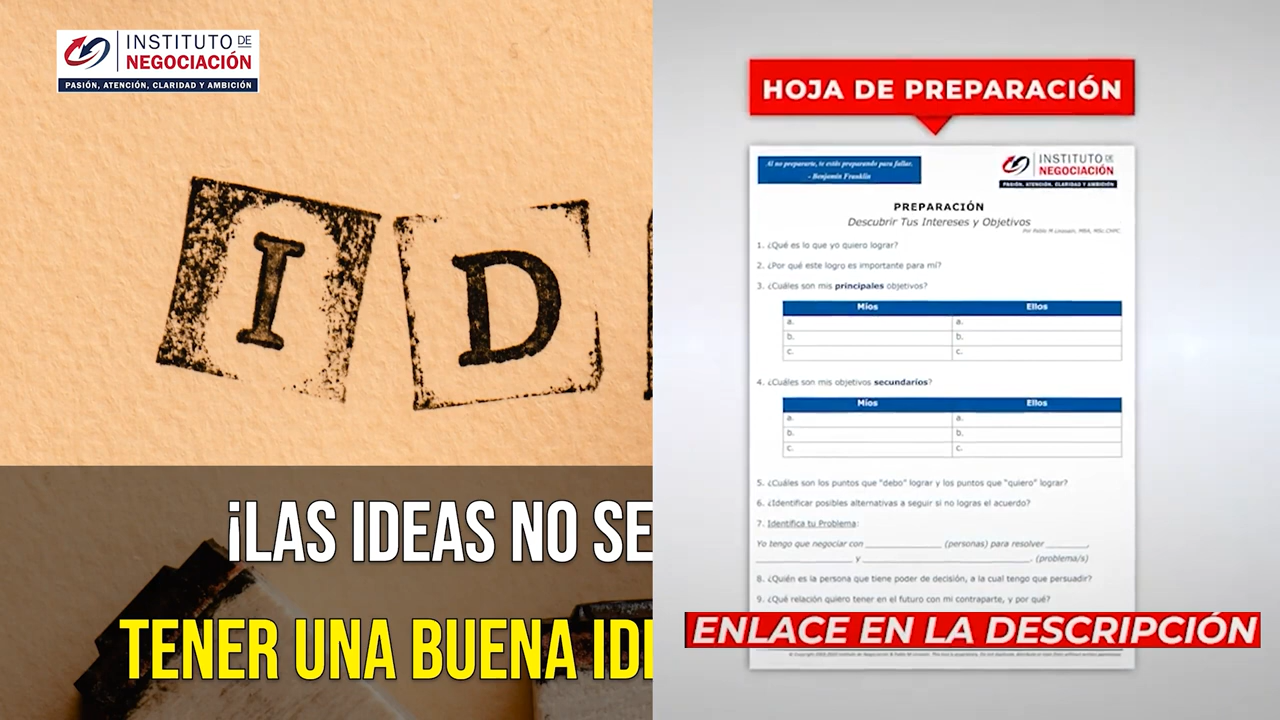 INSTITUTO DE
NEGOCIACIÓN
PASIÓN, ATENCIÓN, CLARIDAD Y AMBICIÓN
I D
¡LAS IDEAS NO SE
TENER UNA BUENA IDE
HOJA DE PREPARACIÓN
Al no prepararte, te estás preparando para fallar.
- Benjamin Franklin
INSTITUTO DE
NEGOCIACIÓN
PASIÓN, ATENCIÓN, CLARIDAD Y AMBICIÓN
PREPARACIÓN
Descubrir Tus Intereses y Objetivos
1. ¿Qué es lo que yo quiero lograr?
2. ¿Por qué este logro es importante para mí?
3. ¿Cuáles son mis principales objetivos?
Míos Ellos
a. a.
b. b.
c. c.
4. ¿Cuáles son mis objetivos secundarios?
Míos Ellos
a. a.
b. b.
c. c.
5. ¿Cuáles son los puntos que "debo" lograr y los puntos que "quiero" lograr?
6. ¿Identificar posibles alternativas a seguir si no logras el acuerdo?
7. Identifica tu Problema:
Yo tengo que negociar con ______________ (personas) para resolver ________,
__________________ y ________________________________. (problema/s)
8. ¿Quién es la persona que tiene poder de decisión, a la cual tengo que persuadir?
9. ¿Qué relación quiero tener en el futuro con mi contraparte, y por qué?
ENLACE EN LA DESCRIPCIÓN